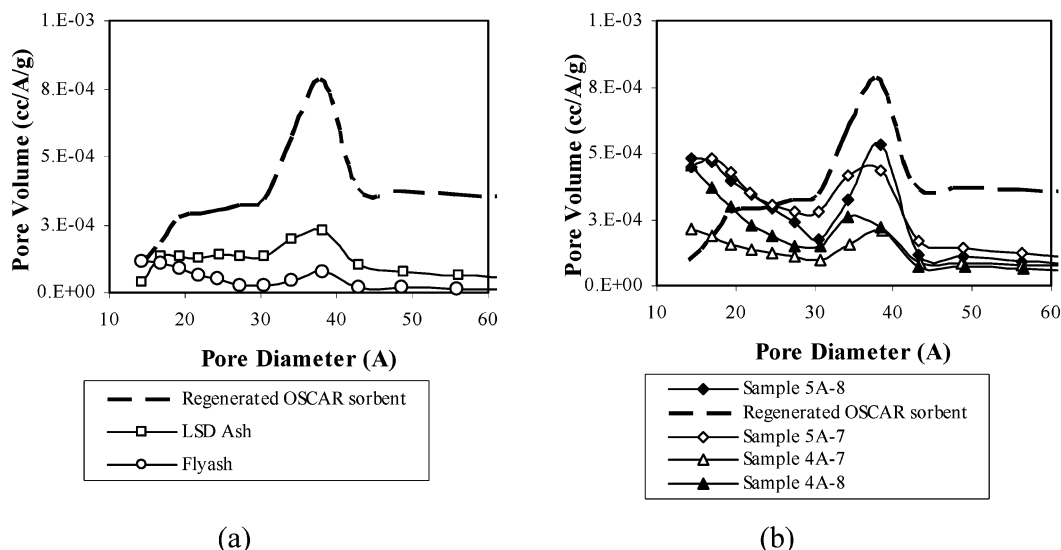 1.E-03
8.E-04
5.E-04
3.E-04
0.E+00
Pore Volume (cc/A/g)
10 20 30 40 50 60
Pore Diameter (A)
Regenerated OSCAR sorbent
LSD Ash
Flyash
(a)
1.E-03
8.E-04
5.E-04
3.E-04
0.E+00
Pore Volume (cc/A/g)
10 20 30 40 50 60
Pore Diameter (A)
Sample 5A-8
Regenerated OSCAR sorbent
Sample 5A-7
Sample 4A-7
Sample 4A-8
(b)